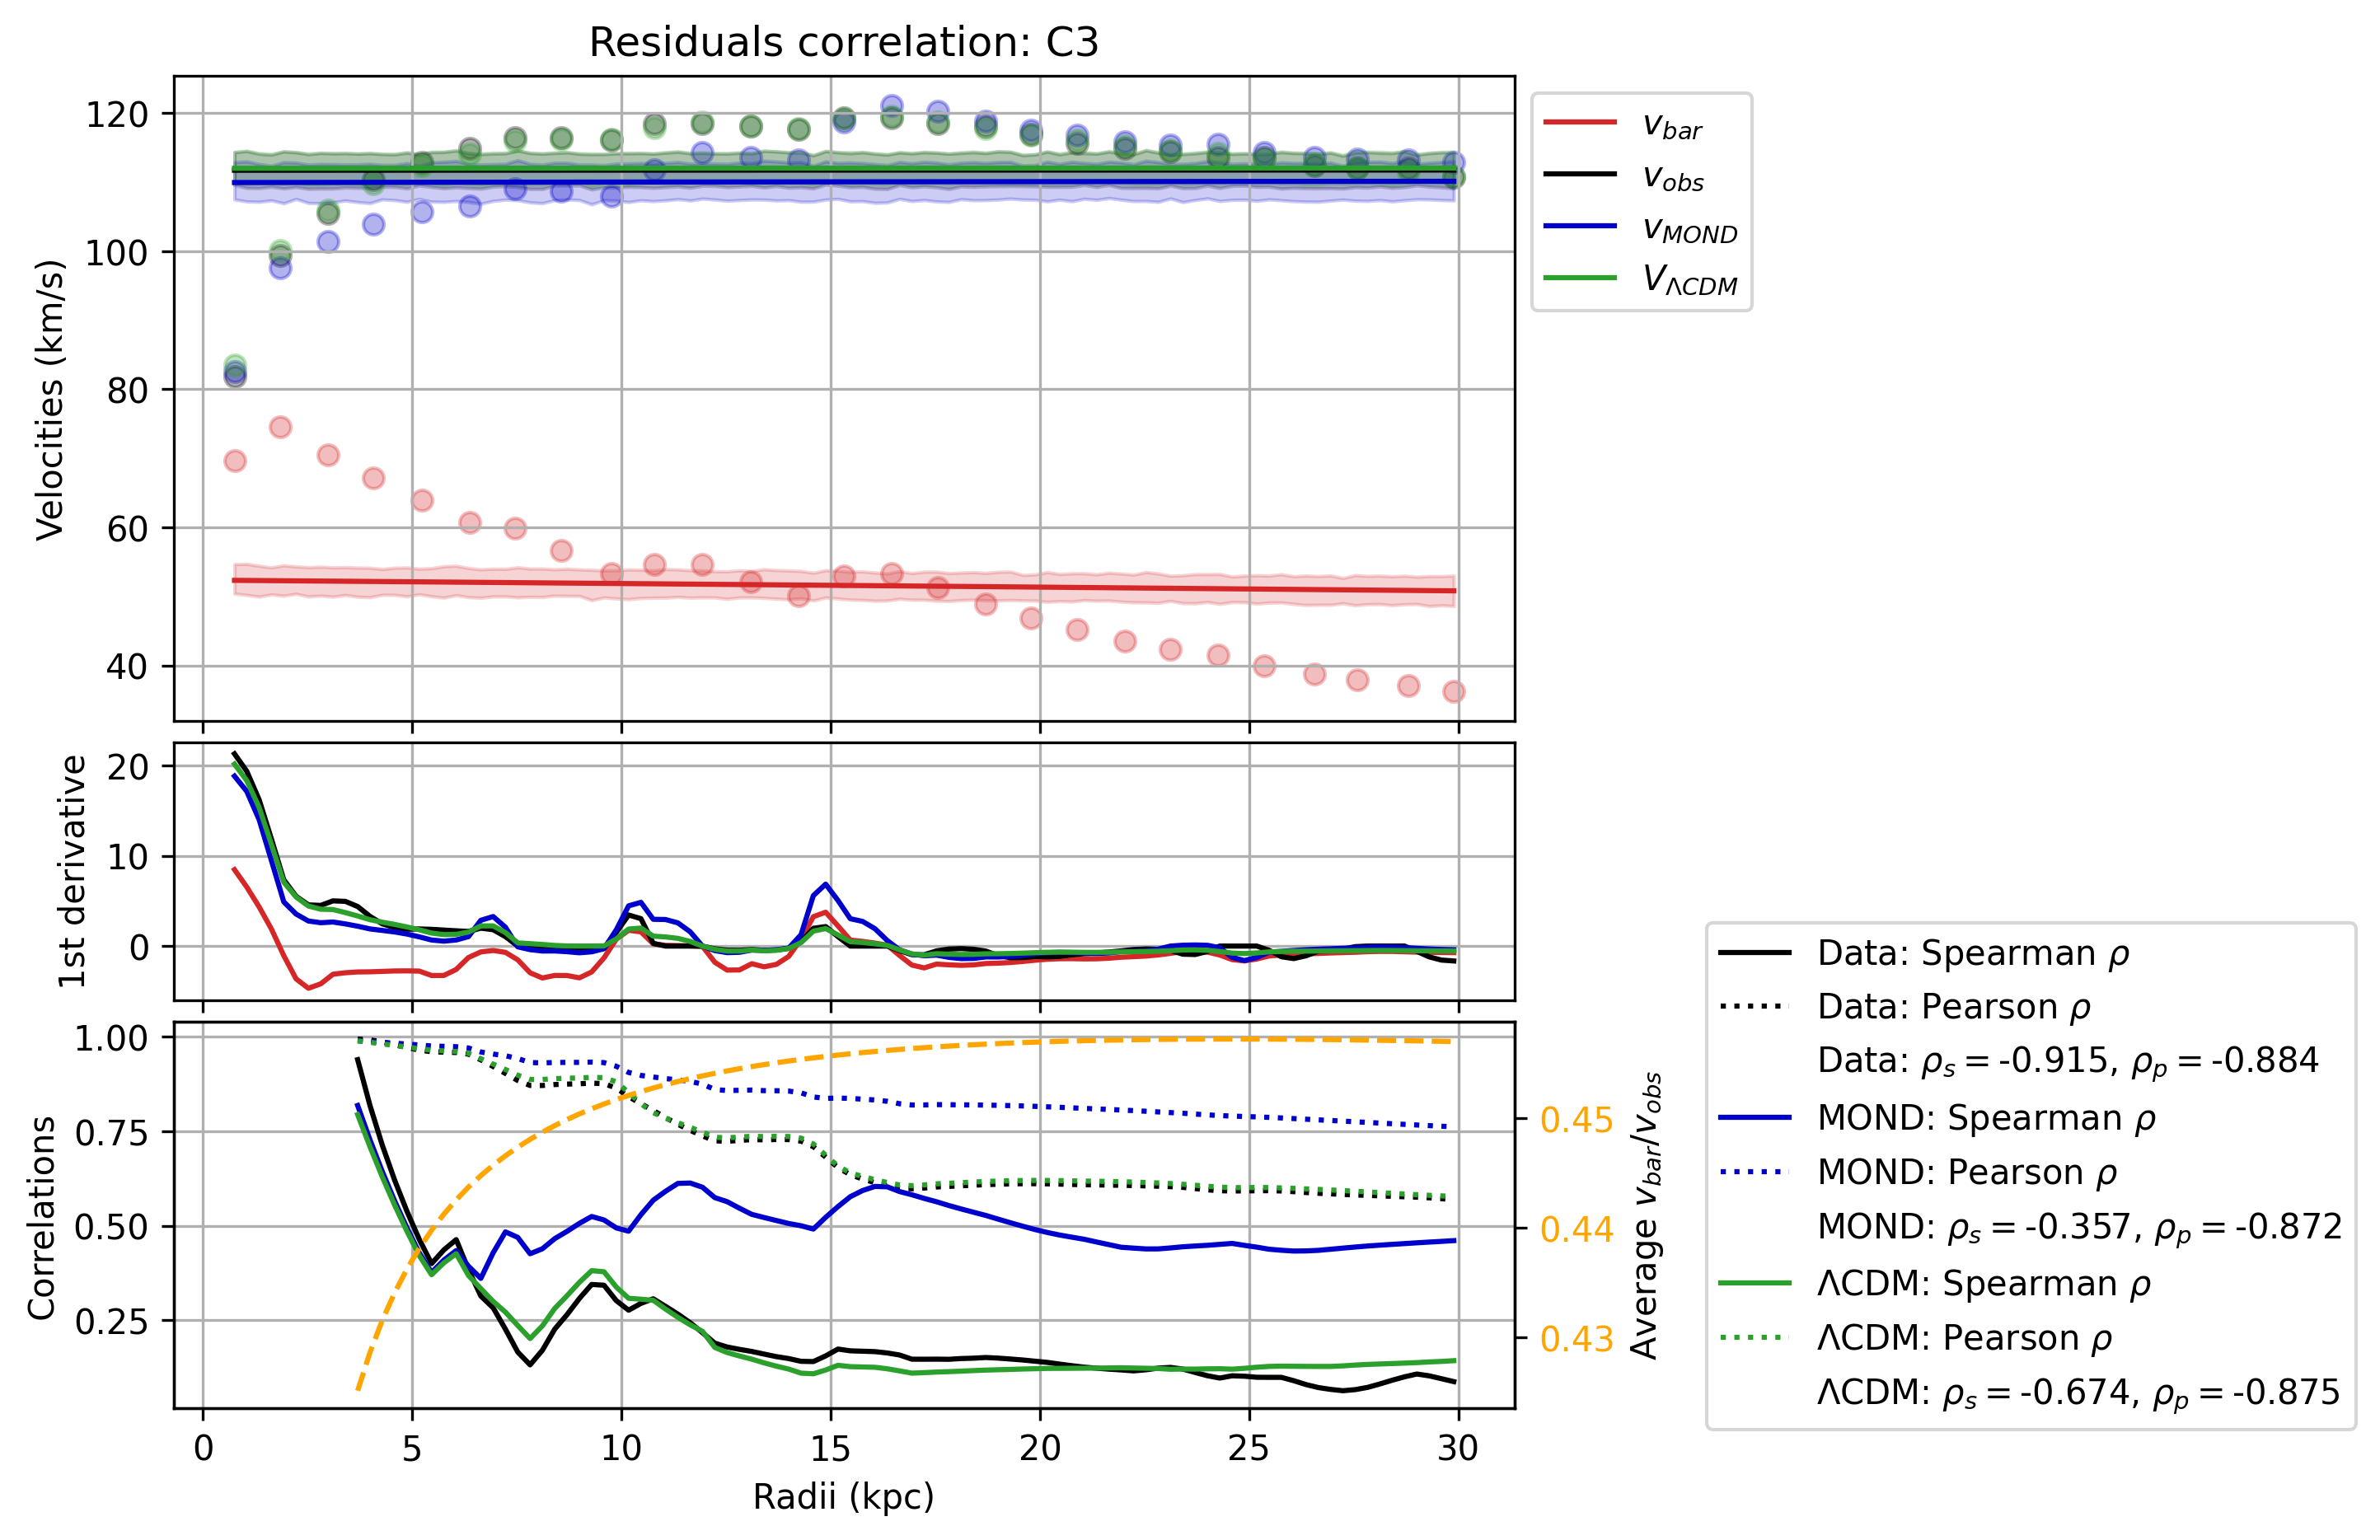 Residuals correlation: C3
120
100
80
60
40
Velocities (km/s)
v_bar
v_obs
v_MOND
V_ΛCDM
20
10
0
1st derivative
1.00
0.75
0.50
0.25
Correlations
0.45
0.44
0.43
Average v_bar/v_obs
0 5 10 15 20 25 30
Radii (kpc)
Data: Spearman ρ
Data: Pearson ρ
Data: ρ_s = -0.915, ρ_p = -0.884
MOND: Spearman ρ
MOND: Pearson ρ
MOND: ρ_s = -0.357, ρ_p = -0.872
ΛCDM: Spearman ρ
ΛCDM: Pearson ρ
ΛCDM: ρ_s = -0.674, ρ_p = -0.875